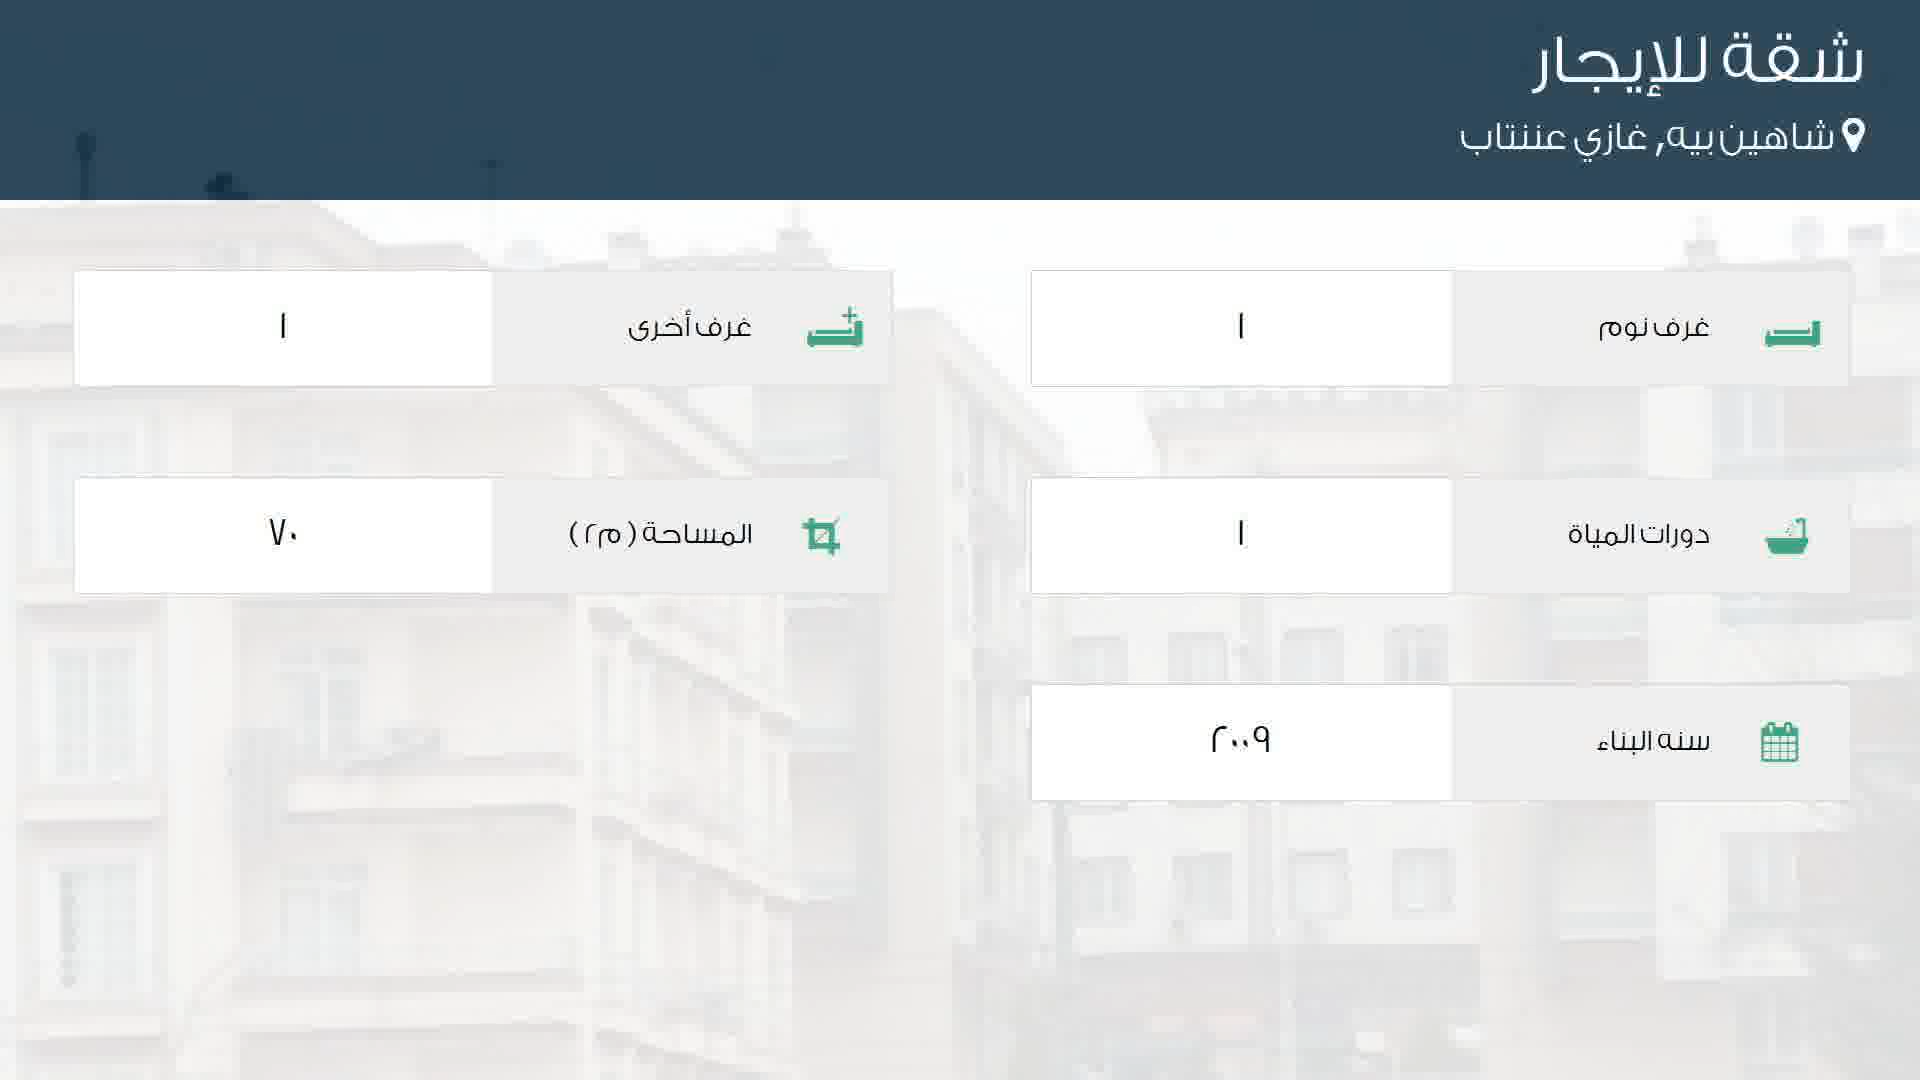 شقة للإيجار
شاهين بيه, غازي عنتاب
غرف نوم
١
غرف أخرى
١
دورات المياة
١
المساحة (م٢)
٧٠
سنه البناء
٢٠٠٩